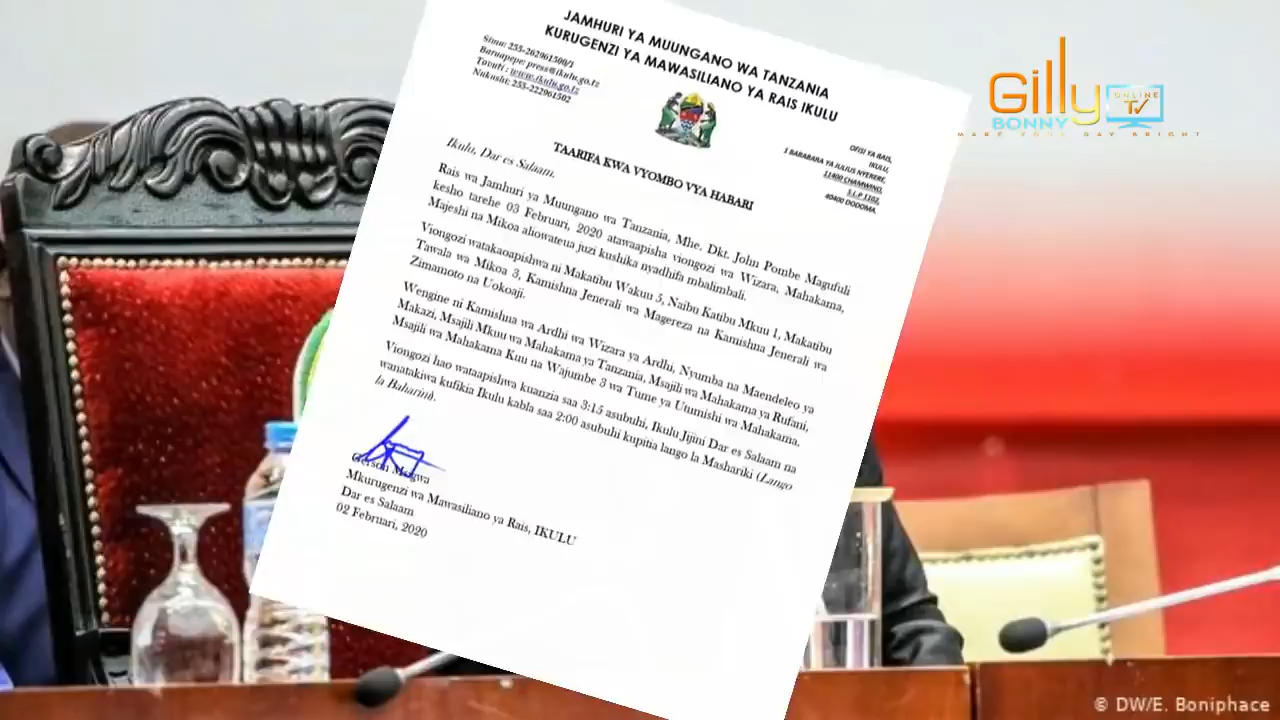 JAMHURI YA MUUNGANO WA TANZANIA
KURUGENZI YA MAWASILIANO YA RAIS IKULU
Simu: 255-262961500/1
Baruapepe: press@ikulu.go.tz
Tovuti : www.ikulu.go.tz
Nukushi: 255-222961502
OFISI YA RAIS,
IKULU,
1 BARABARA YA JULIUS NYERERE,
11400 CHAMWINO,
S.L.P 1102,
40400 DODOMA.
TAARIFA KWA VYOMBO VYA HABARI
Ikulu, Dar es Salaam.
Rais wa Jamhuri ya Muungano wa Tanzania, Mhe. Dkt. John Pombe Magufuli
kesho tarehe 03 Februari, 2020 atawaapisha viongozi wa Wizara, Mahakama,
Majeshi na Mikoa aliowateua juzi kushika nyadhifa mbalimbali.
Viongozi watakaoapishwa ni Makatibu Wakuu 5, Naibu Katibu Mkuu 1, Makatibu
Tawala wa Mikoa 3, Kamishna Jenerali wa Magereza na Kamishna Jenerali wa
Zimamoto na Uokoaji.
Wengine ni Kamishna wa Ardhi wa Wizara ya Ardhi, Nyumba na Maendeleo ya
Makazi, Msajili Mkuu wa Mahakama ya Tanzania, Msajili wa Mahakama ya Rufani,
Msajili wa Mahakama Kuu na Wajumbe 3 wa Tume ya Utumishi wa Mahakama.
Viongozi hao wataapishwa kuanzia saa 3:15 asubuhi, Ikulu Jijini Dar es Salaam na
wanatakiwa kufikia Ikulu kabla saa 2:00 asubuhi kupitia lango la Mashariki (Lango
la Baharini).
Gerson Msigwa
Mkurugenzi wa Mawasiliano ya Rais, IKULU
Dar es Salaam
02 Februari, 2020
Gilly
BONNY
ONLINE
TV
MAKE YOUR DAY BRIGHT
© DW/E. Boniphace